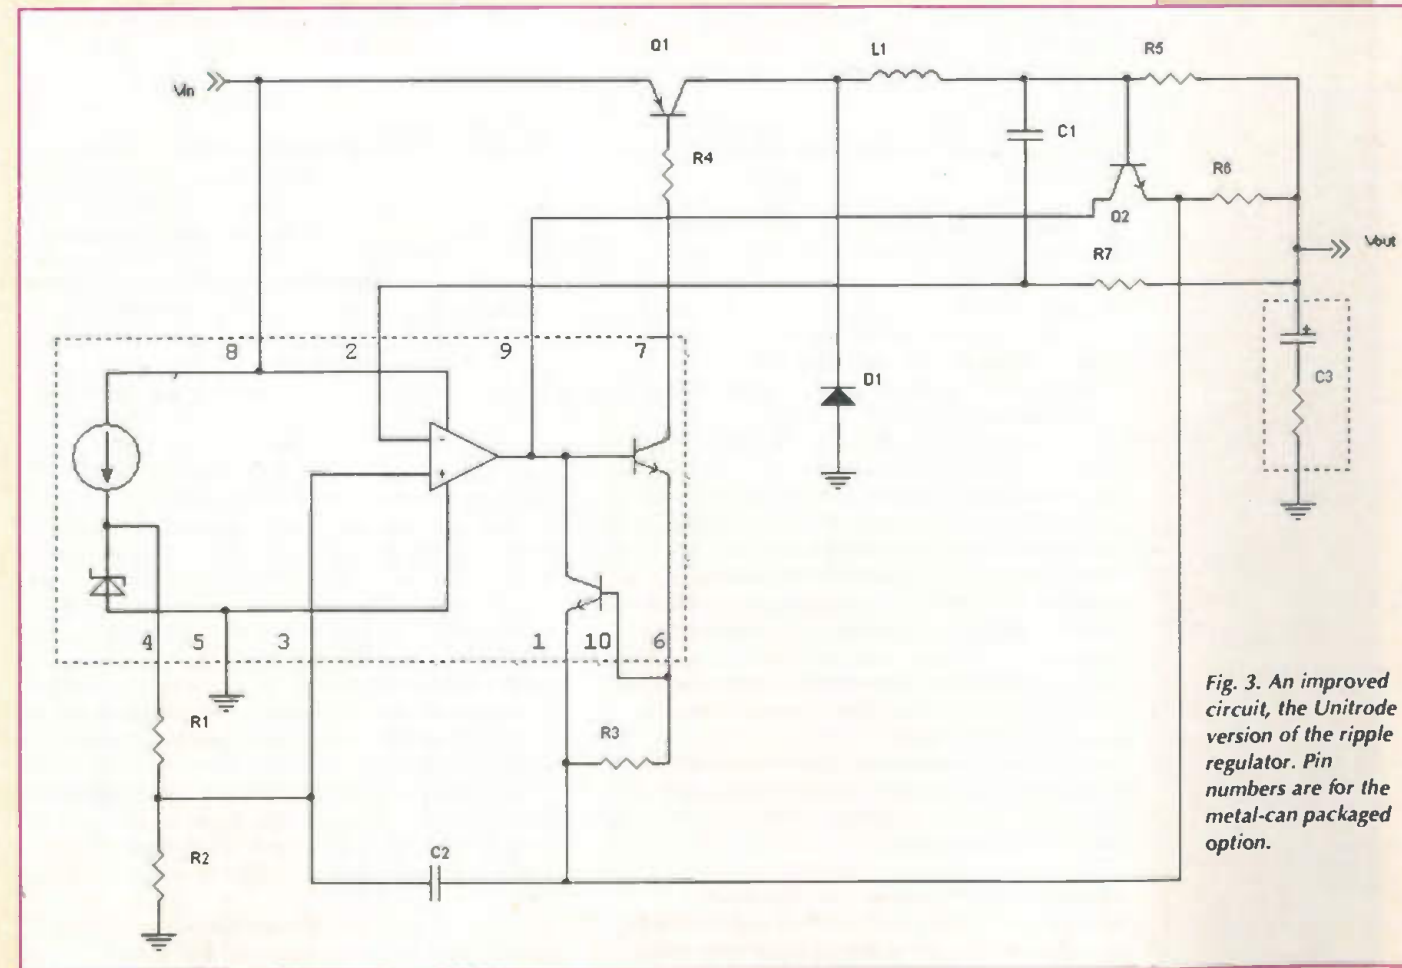 Q1
L1
R5
Vin
C1
R4
R6
Q2
Vout
R7
8
2
9
7
D1
C3
-
+
+
4
5
3
1
10
6
R1
R3
R2
C2
Fig. 3. An improved
circuit, the Unitrode
version of the ripple
regulator. Pin
numbers are for the
metal-can packaged
option.